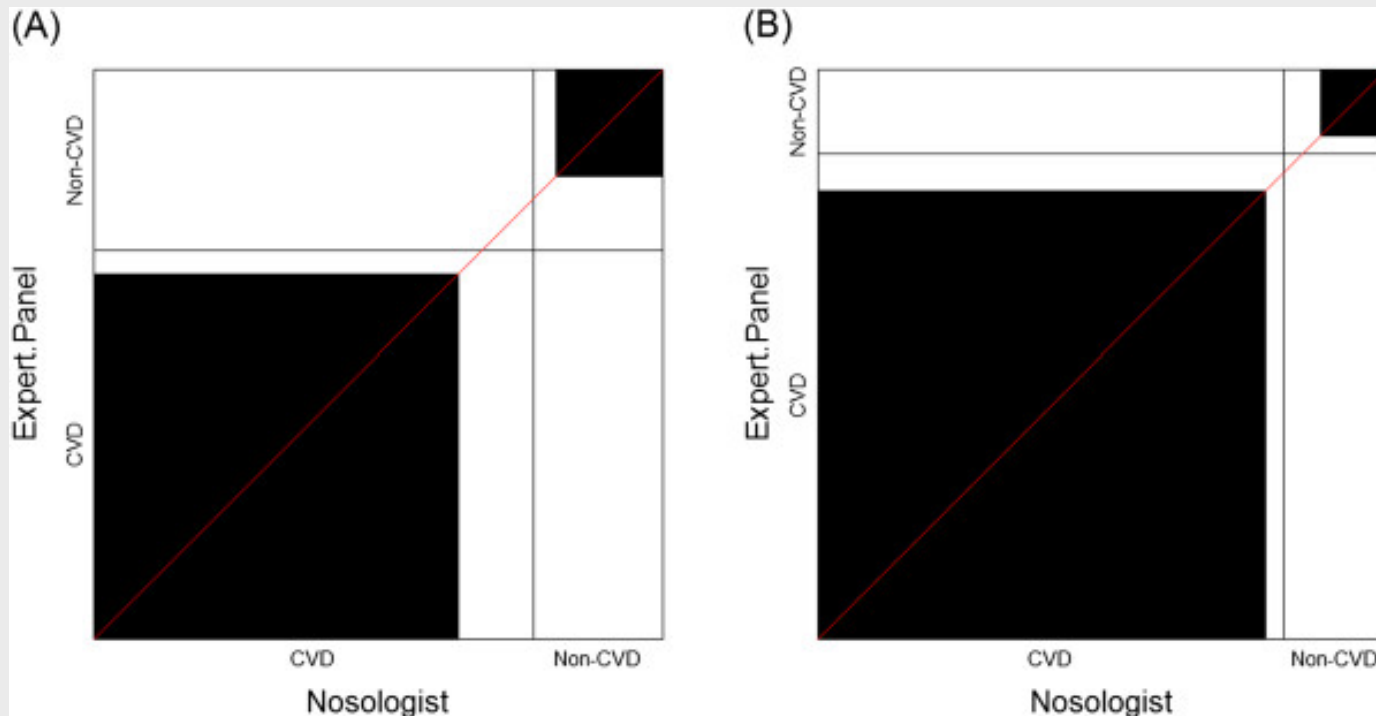 (A)
Non-CVD
CVD
Expert.Panel
CVD
Non-CVD
Nosologist
(B)
Non-CVD
CVD
Expert.Panel
CVD
Non-CVD
Nosologist